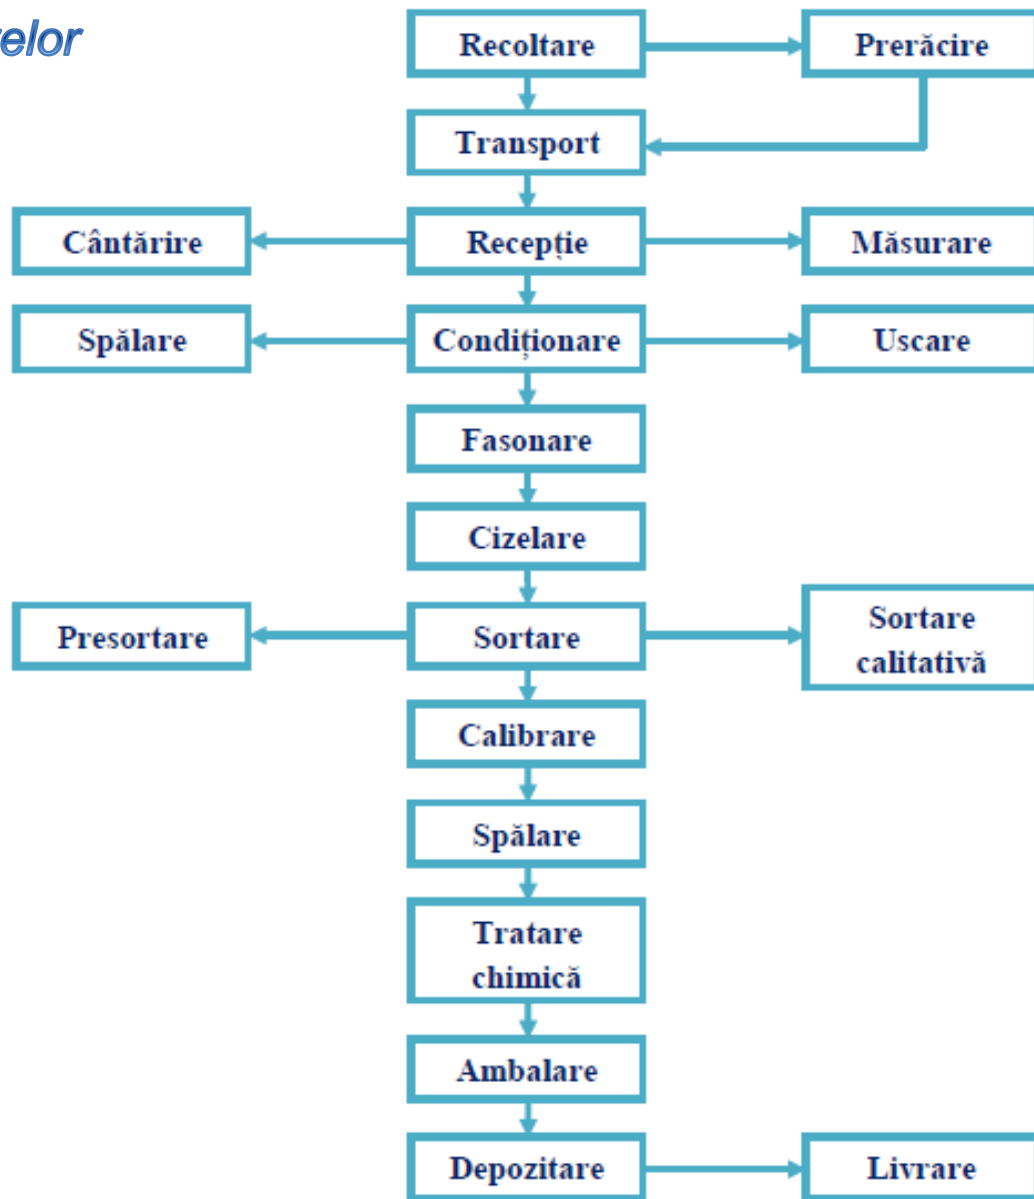 Recoltare
Prerăcire
Transport
Cântărire
Recepție
Măsurare
Spălare
Condiționare
Uscare
Fasonare
Cizelare
Presortare
Sortare
Sortare
calitativă
Calibrare
Spălare
Tratare
chimică
Ambalare
Depozitare
Livrare